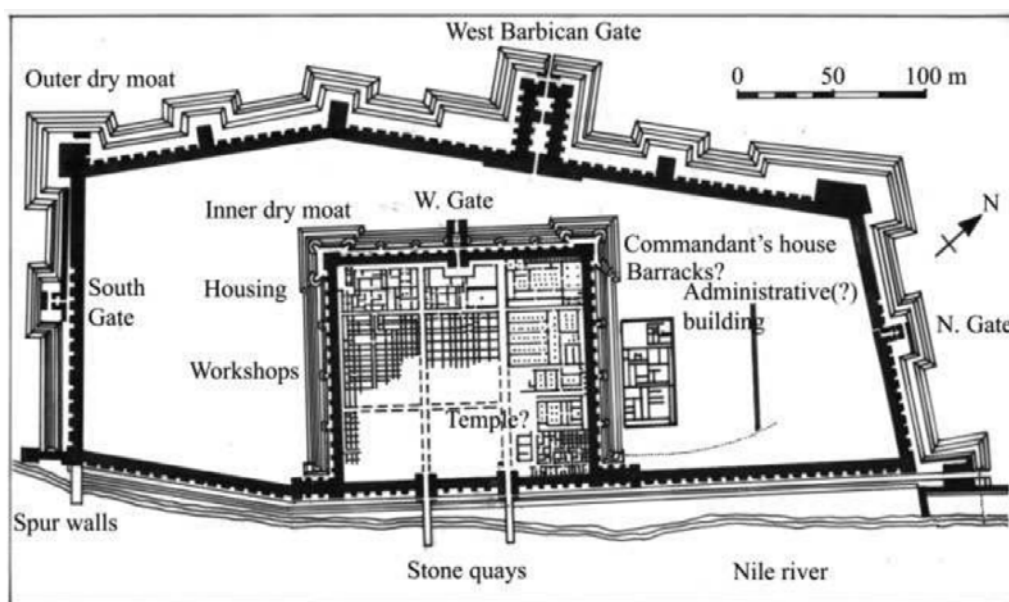 West Barbican Gate
Outer dry moat
0 50 100 m
W. Gate
Inner dry moat
N
Commandant's house
Barracks?
Housing
Administrative(?)
building
South
Gate
N. Gate
Workshops
Temple?
Spur walls
Stone quays
Nile river